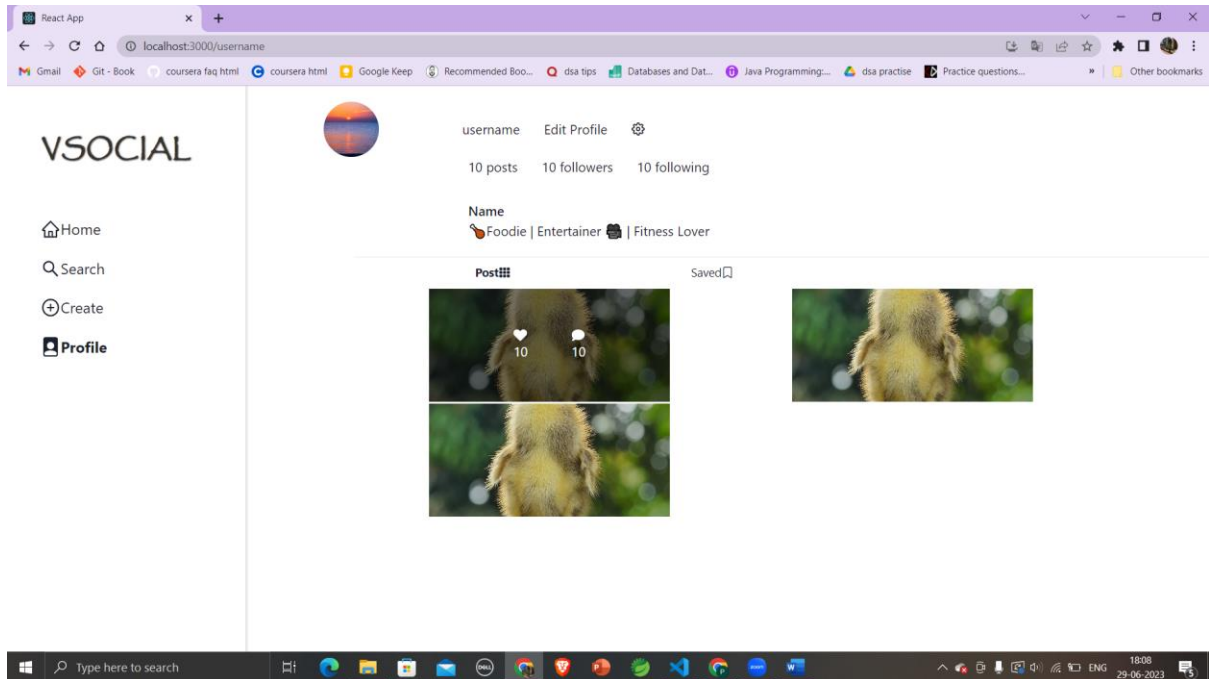 React App
localhost:3000/username
Gmail Git - Book coursera faq html coursera html Google Keep Recommended Boo... dsa tips Databases and Dat... Java Programming:... dsa practise Practice questions... » Other bookmarks
VSOCIAL
Home
Search
Create
Profile
username Edit Profile
10 posts 10 followers 10 following
Name
🍗Foodie | Entertainer 🎥 | Fitness Lover
Post Saved
10 10
Type here to search
ENG
18:08
29-06-2023
5